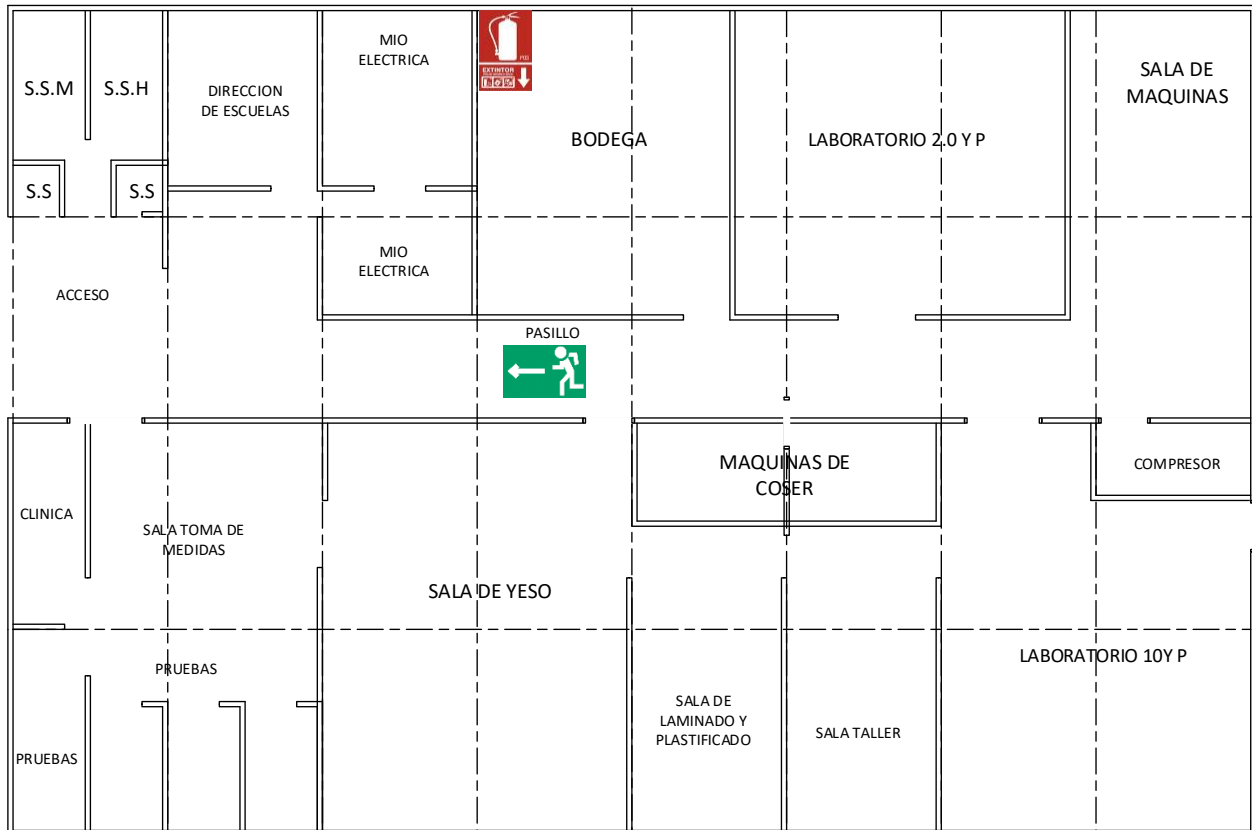 MIO
ELECTRICA
S.S.M
S.S.H
DIRECCION
DE ESCUELAS
EXTINTOR
BODEGA
LABORATORIO 2.0 Y P
SALA DE
MAQUINAS
S.S
S.S
MIO
ELECTRICA
ACCESO
PASILLO
MAQUINAS DE
COSER
COMPRESOR
CLINICA
SALA TOMA DE
MEDIDAS
SALA DE YESO
PRUEBAS
LABORATORIO 10Y P
SALA DE
LAMINADO Y
PLASTIFICADO
SALA TALLER
PRUEBAS